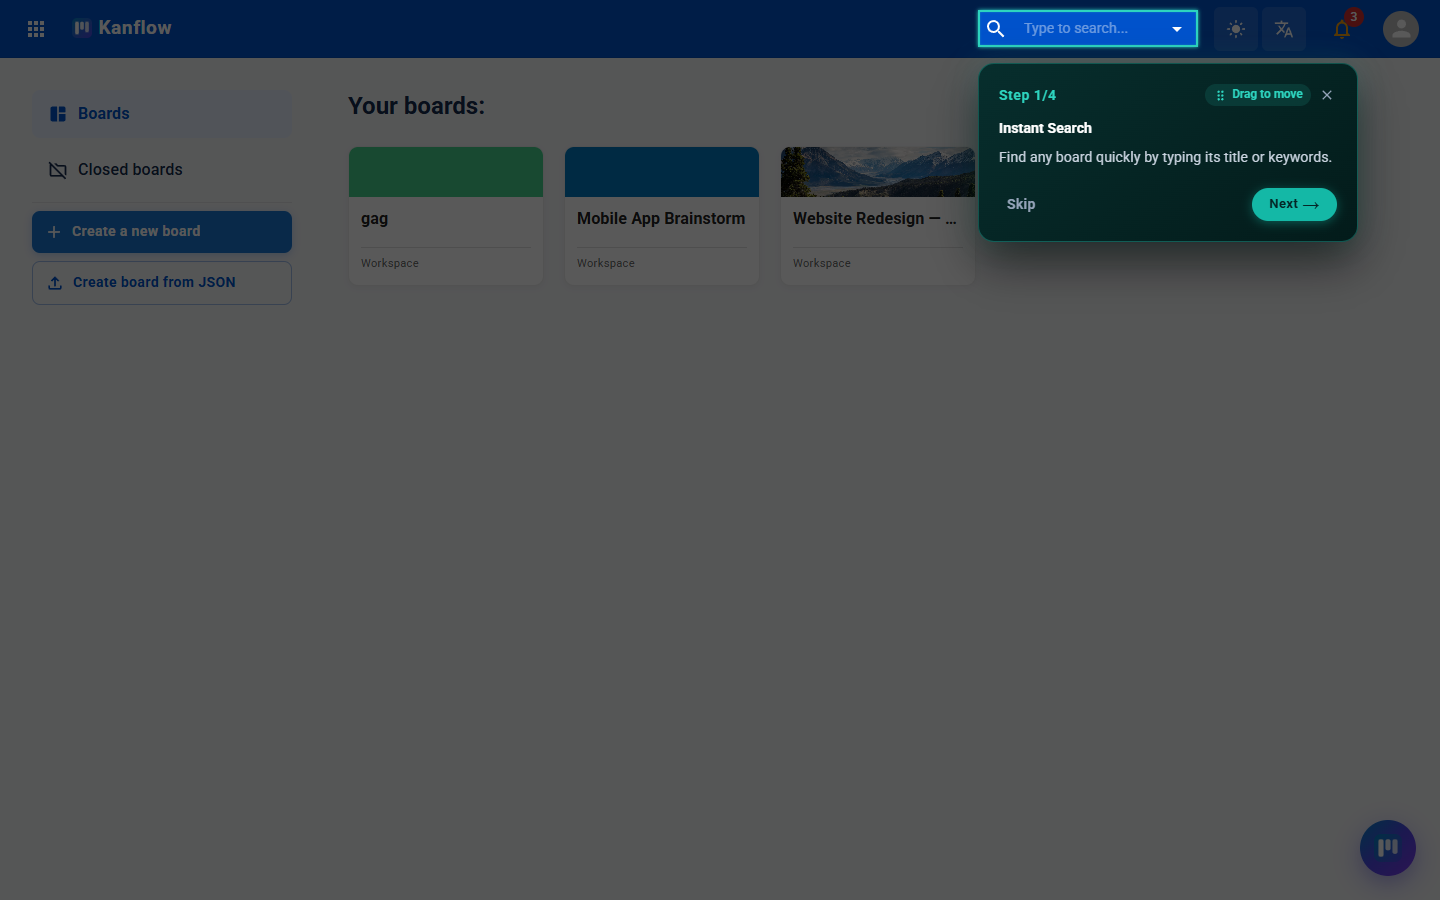 Kanflow
Type to search...
3
Boards
Closed boards
Create a new board
Create board from JSON
Your boards:
gag
Workspace
Mobile App Brainstorm
Workspace
Website Redesign — ...
Workspace
Step 1/4
Drag to move
Instant Search
Find any board quickly by typing its title or keywords.
Skip
Next →